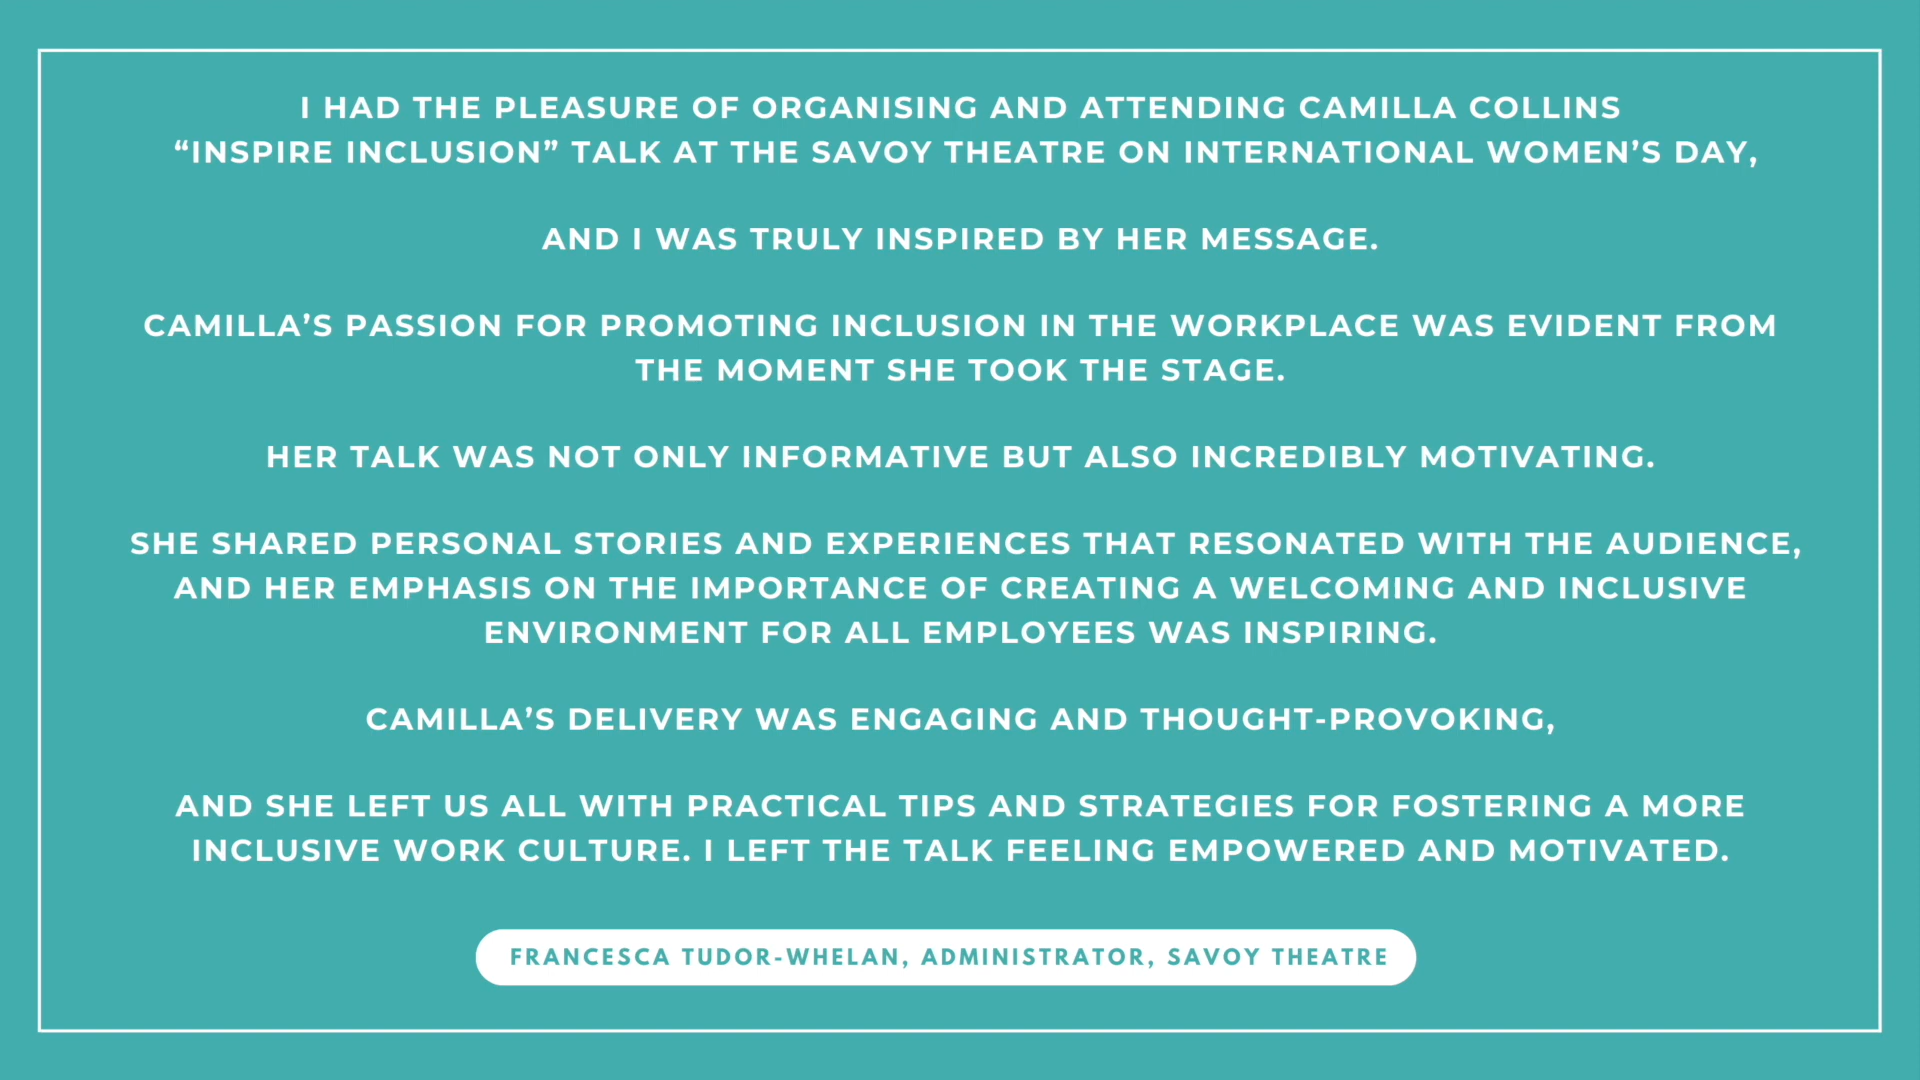 I HAD THE PLEASURE OF ORGANISING AND ATTENDING CAMILLA COLLINS
“INSPIRE INCLUSION” TALK AT THE SAVOY THEATRE ON INTERNATIONAL WOMEN’S DAY,
AND I WAS TRULY INSPIRED BY HER MESSAGE.
CAMILLA’S PASSION FOR PROMOTING INCLUSION IN THE WORKPLACE WAS EVIDENT FROM
THE MOMENT SHE TOOK THE STAGE.
HER TALK WAS NOT ONLY INFORMATIVE BUT ALSO INCREDIBLY MOTIVATING.
SHE SHARED PERSONAL STORIES AND EXPERIENCES THAT RESONATED WITH THE AUDIENCE,
AND HER EMPHASIS ON THE IMPORTANCE OF CREATING A WELCOMING AND INCLUSIVE
ENVIRONMENT FOR ALL EMPLOYEES WAS INSPIRING.
CAMILLA’S DELIVERY WAS ENGAGING AND THOUGHT-PROVOKING,
AND SHE LEFT US ALL WITH PRACTICAL TIPS AND STRATEGIES FOR FOSTERING A MORE
INCLUSIVE WORK CULTURE. I LEFT THE TALK FEELING EMPOWERED AND MOTIVATED.
FRANCESCA TUDOR-WHELAN, ADMINISTRATOR, SAVOY THEATRE